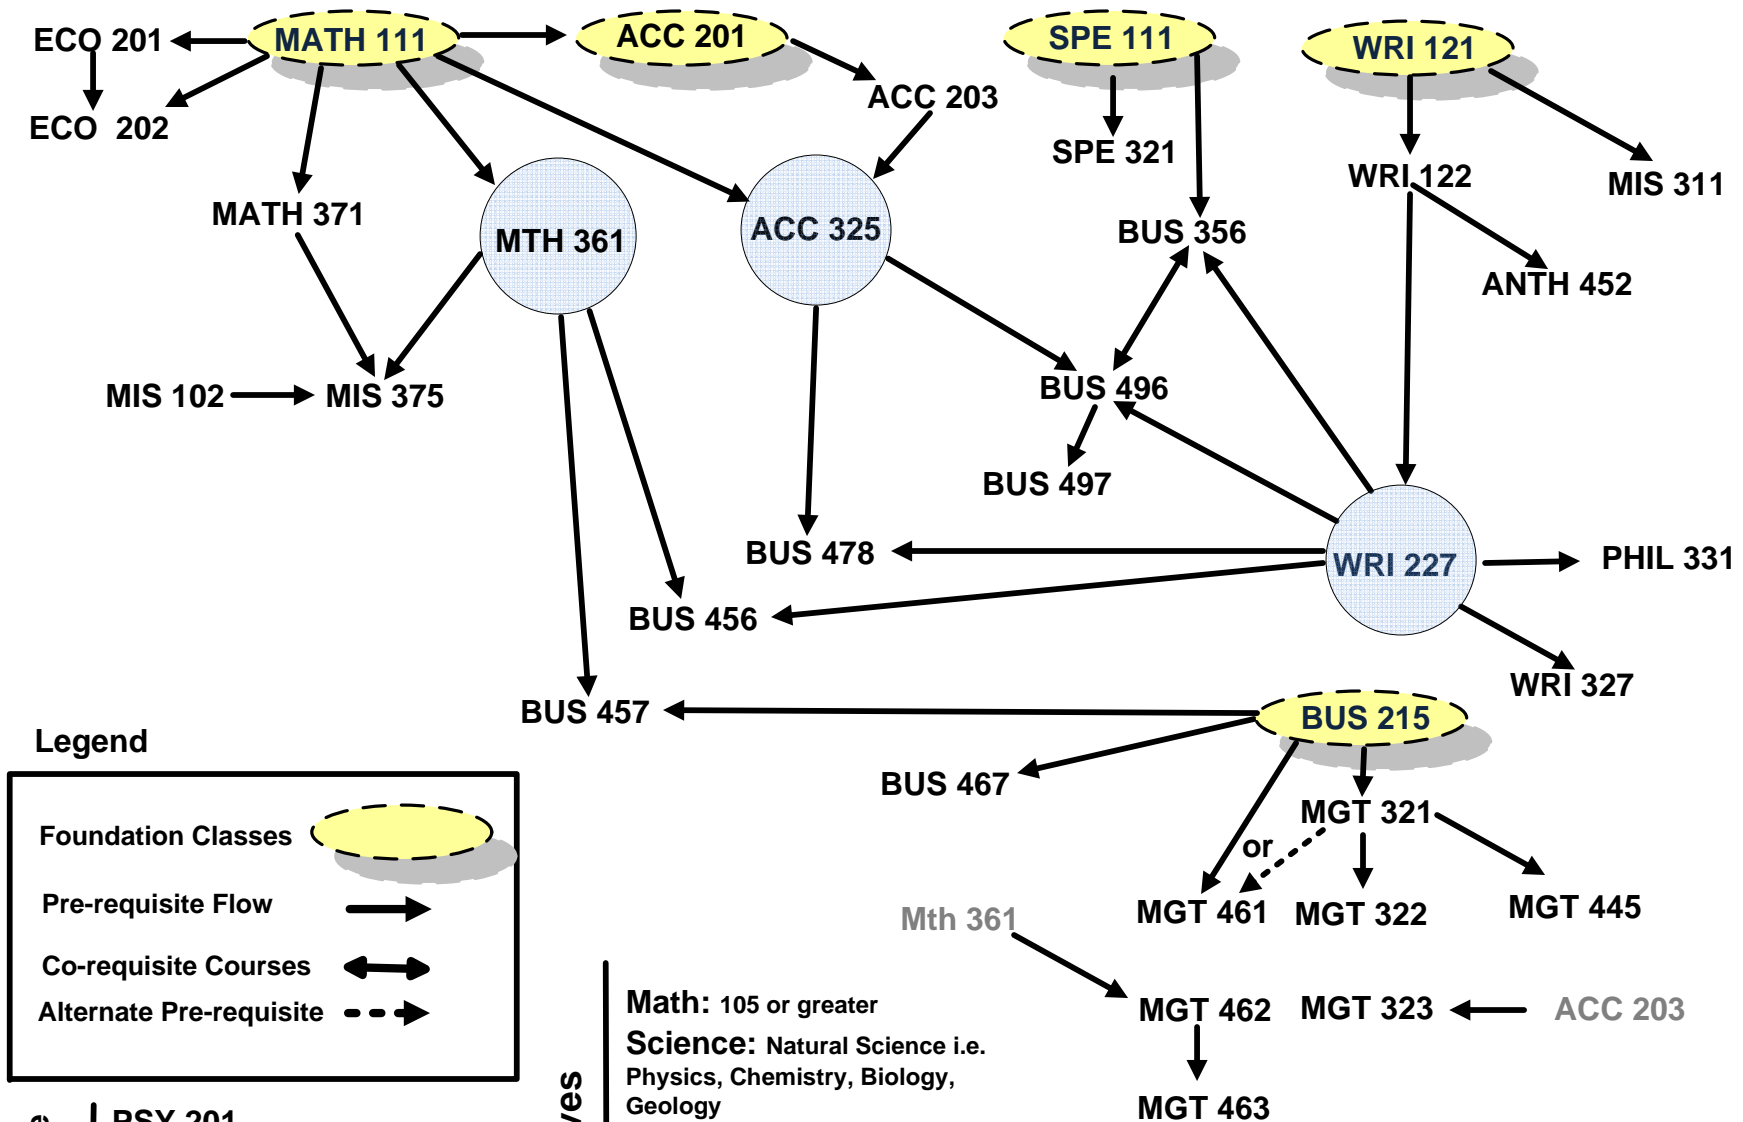 ECO 201
MATH 111
ACC 201
SPE 111
WRI 121
ECO 202
ACC 203
SPE 321
WRI 122
MIS 311
MATH 371
MTH 361
ACC 325
BUS 356
ANTH 452
MIS 102
MIS 375
BUS 496
BUS 497
BUS 478
WRI 227
PHIL 331
BUS 456
WRI 327
BUS 457
BUS 215
BUS 467
MGT 321
or
MGT 461
MGT 322
MGT 445
Mth 361
MGT 462
MGT 323
ACC 203
MGT 463
Legend
Foundation Classes
Pre-requisite Flow
Co-requisite Courses
Alternate Pre-requisite
Math: 105 or greater
Science: Natural Science i.e.
Physics, Chemistry, Biology,
Geology
PSY 201